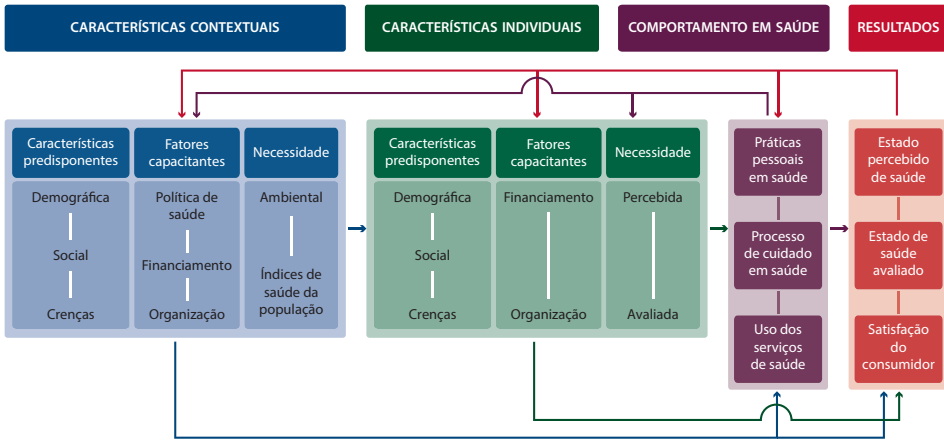 CARACTERÍSTICAS CONTEXTUAIS
CARACTERÍSTICAS INDIVIDUAIS
COMPORTAMENTO EM SAÚDE
RESULTADOS
Características
predisponentes
Demográfica
Social
Crenças
Fatores
capacitantes
Política de
saúde
Financiamento
Organização
Necessidade
Ambiental
Índices de
saúde da
população
Características
predisponentes
Demográfica
Social
Crenças
Fatores
capacitantes
Financiamento
Organização
Necessidade
Percebida
Avaliada
Práticas
pessoais
em saúde
Processo
de cuidado
em saúde
Uso dos
serviços
de saúde
Estado
percebido
de saúde
Estado de
saúde
avaliado
Satisfação
do
consumidor